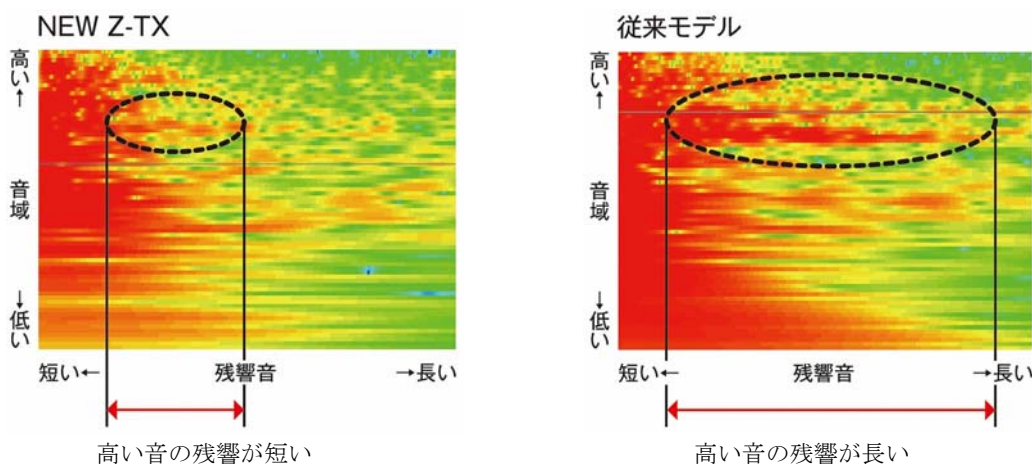 NEW Z-TX
高い↑
音域
↓低い
短い←
残響音
→長い
高い音の残響が短い
従来モデル
高い↑
音域
↓低い
短い←
残響音
→長い
高い音の残響が長い